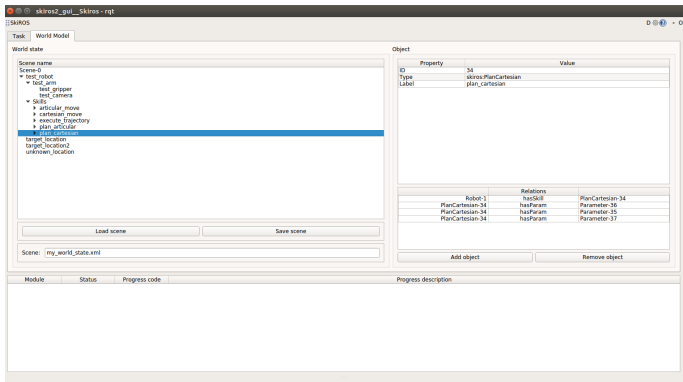 skiros2_gui__Skiros - rqt
SkiROS
D
- O
Task World Model
World state
Scene name
Scene-0
test_robot
test_arm
test_gripper
test_camera
Skills
articular_move
cartesian_move
execute_trajectory
plan_articular
plan_cartesian
target_location
target_location2
unknown_location
Load scene Save scene
Scene: my_world_state.xml
Object
Property Value
ID 34
Type skiros:PlanCartesian
Label plan_cartesian
Relations
Robot-1 hasSkill PlanCartesian-34
PlanCartesian-34 hasParam Parameter-36
PlanCartesian-34 hasParam Parameter-35
PlanCartesian-34 hasParam Parameter-37
Add object Remove object
Module Status Progress code Progress description